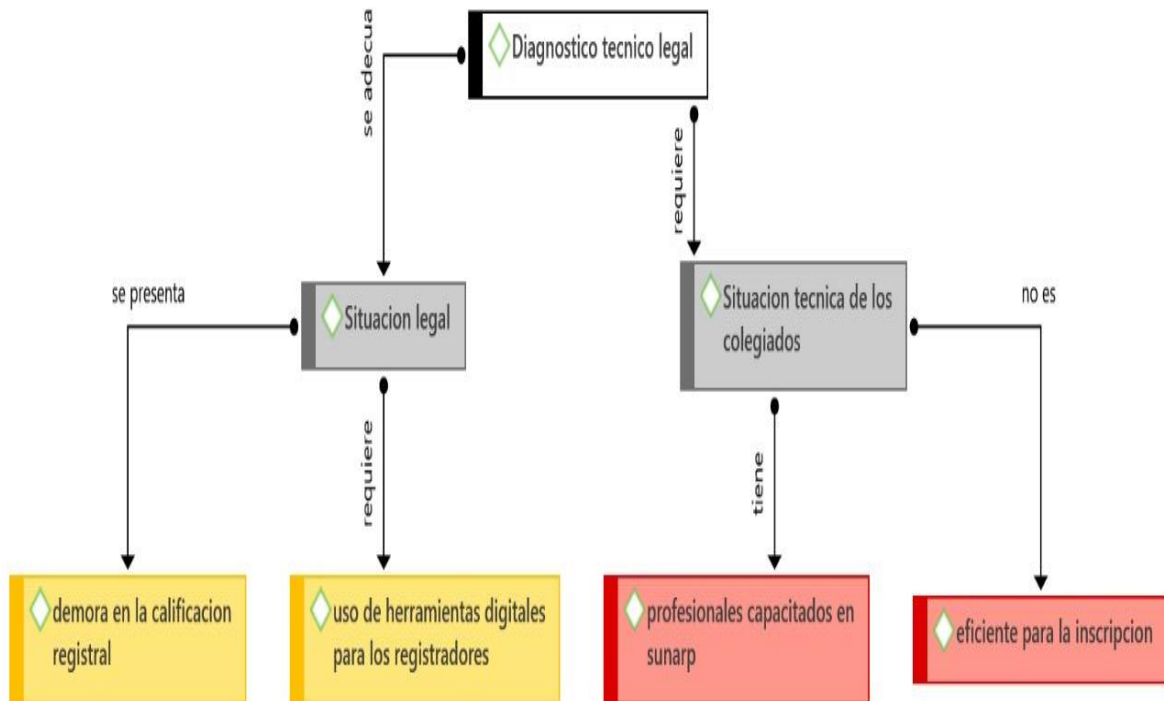 se adecua
Diagnostico tecnico legal
requiere
se presenta
Situacion legal
Situacion tecnica de los
colegiados
no es
requiere
tiene
demora en la calificacion
registral
uso de herramientas digitales
para los registradores
profesionales capacitados en
sunarp
eficiente para la inscripcion